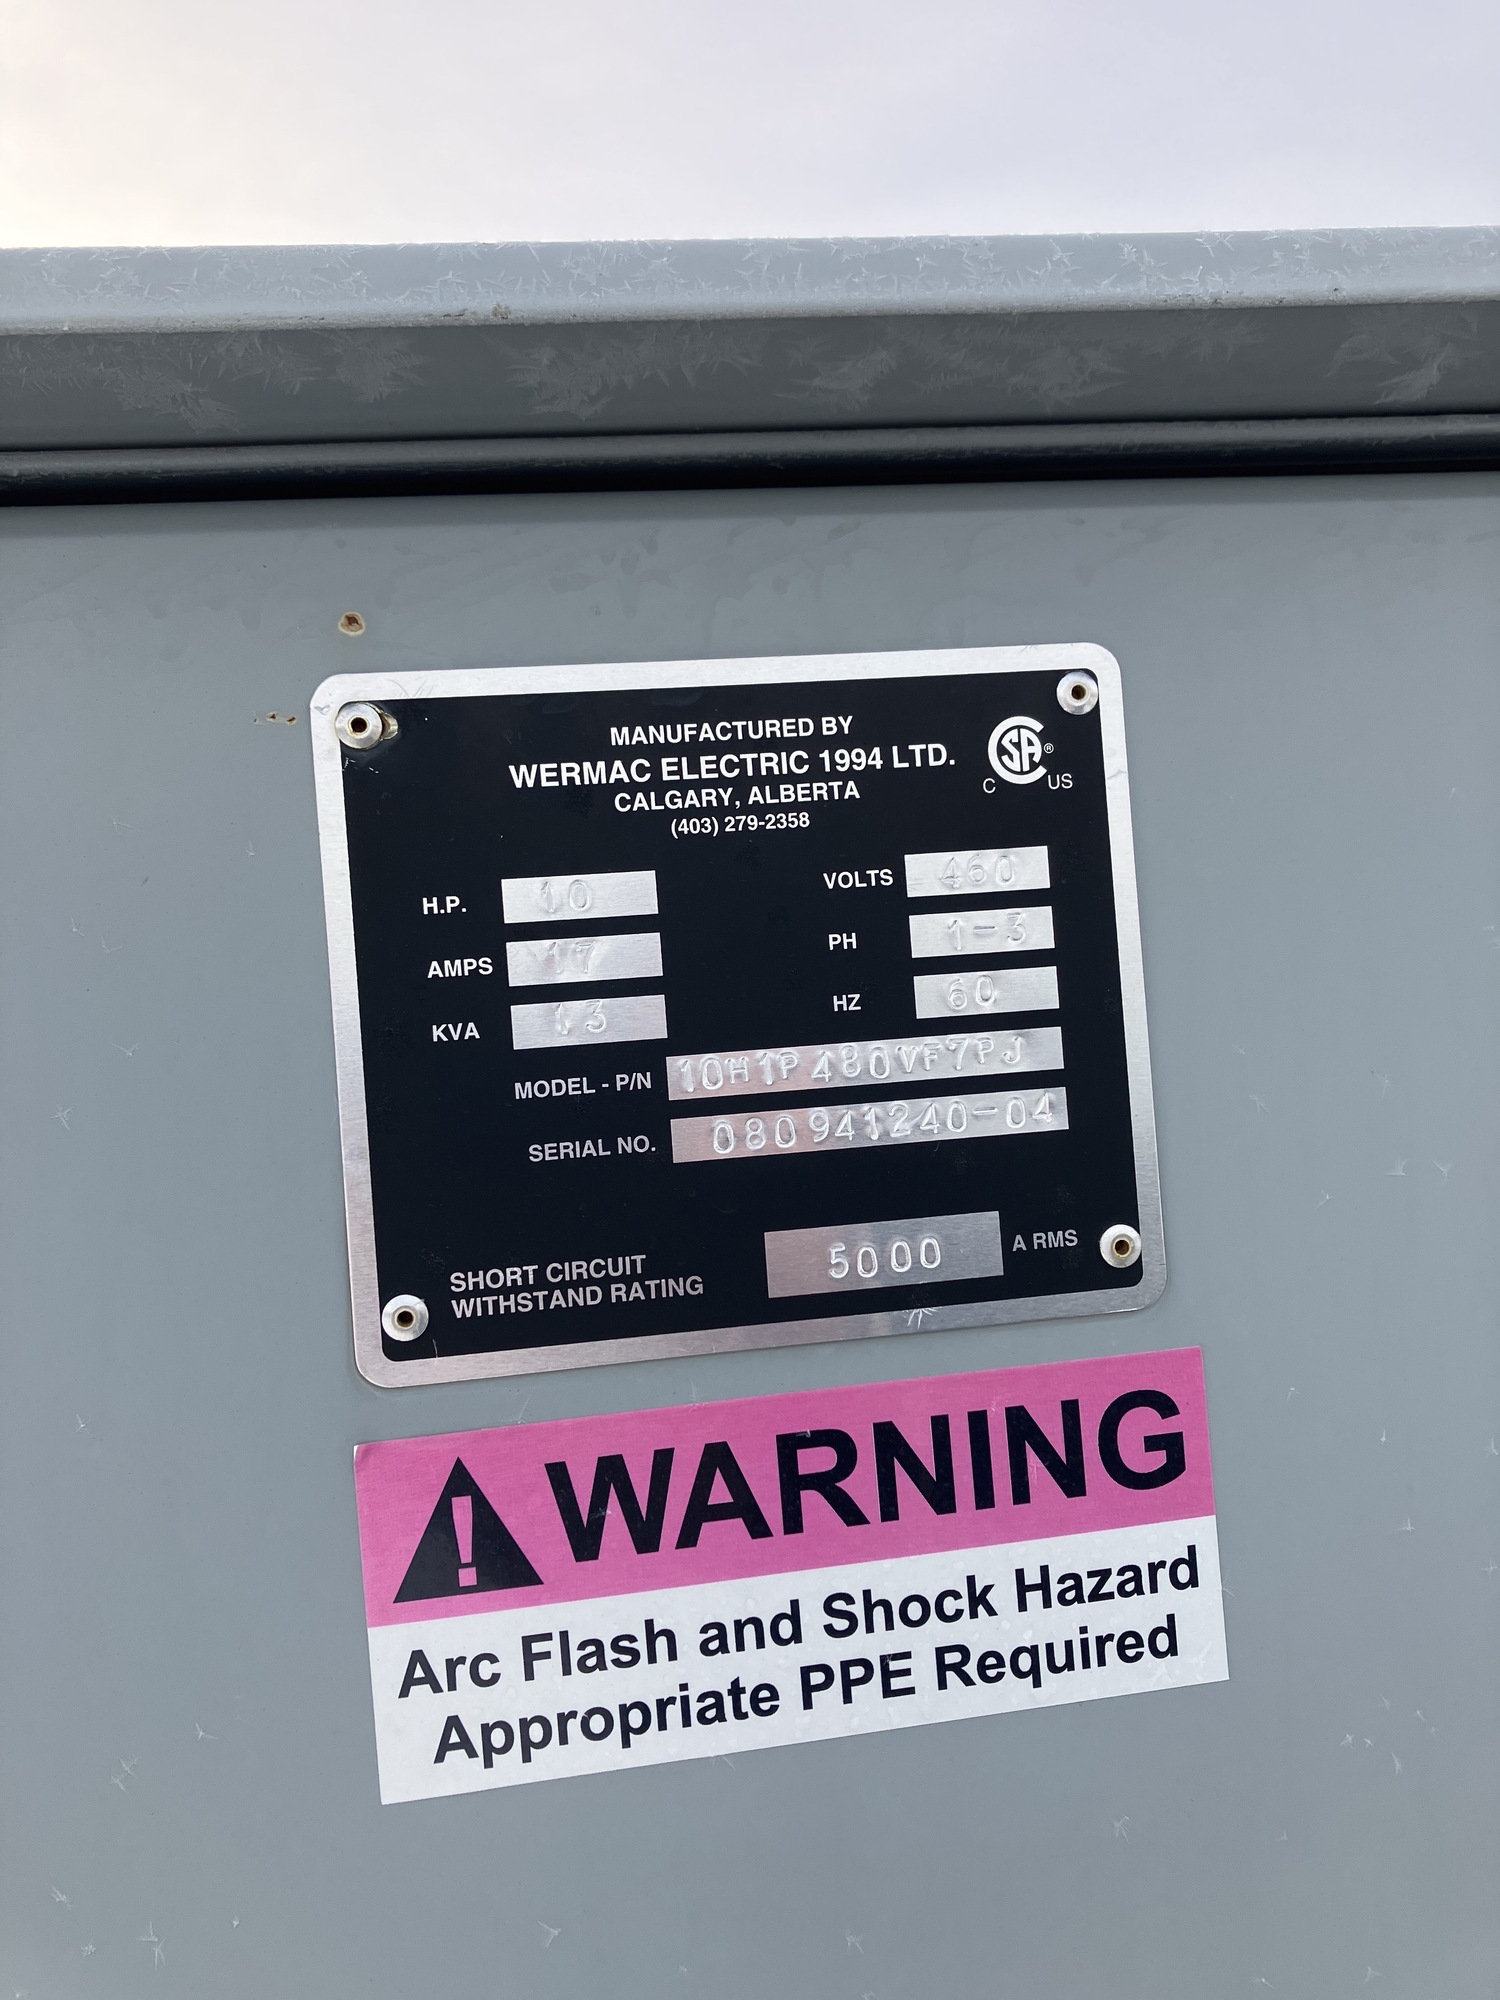 MANUFACTURED BY
WERMAC ELECTRIC 1994 LTD.
CALGARY, ALBERTA
(403) 279-2358
CSA®
C US
H.P. 10
VOLTS 460
AMPS 17
PH 1-3
KVA 13
HZ 60
MODEL - P/N 10H1P480VF7PJ
SERIAL NO. 080941240-04
SHORT CIRCUIT
WITHSTAND RATING 5000 A RMS
! WARNING
Arc Flash and Shock Hazard
Appropriate PPE Required